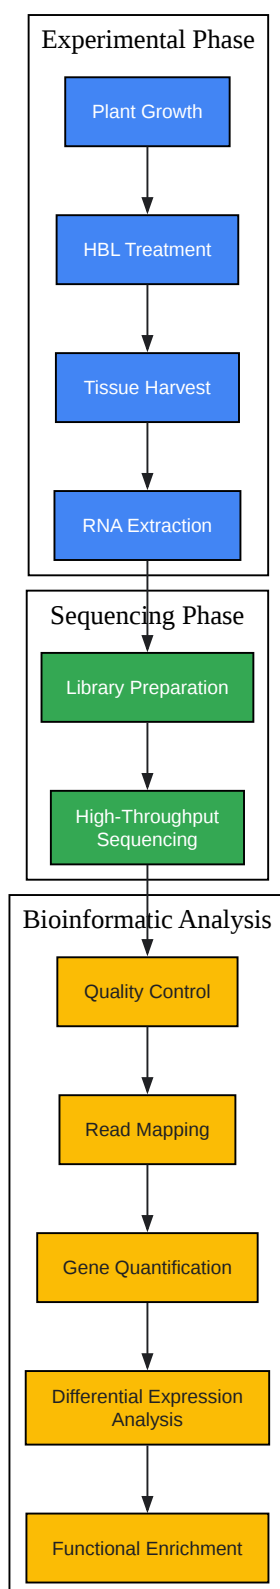 Experimental Phase
Plant Growth
HBL Treatment
Tissue Harvest
RNA Extraction
Sequencing Phase
Library Preparation
High-Throughput
Sequencing
Bioinformatic Analysis
Quality Control
Read Mapping
Gene Quantification
Differential Expression
Analysis
Functional Enrichment